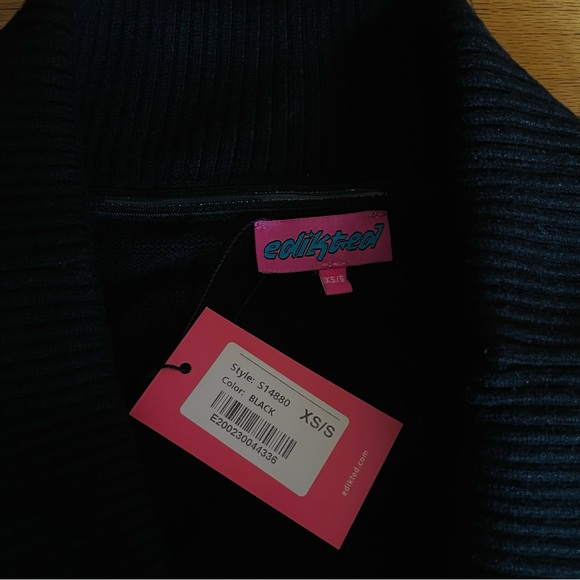 edikted
XS/S
Style: S14880
Color: BLACK
XS/S
E200230044336
edikted.com